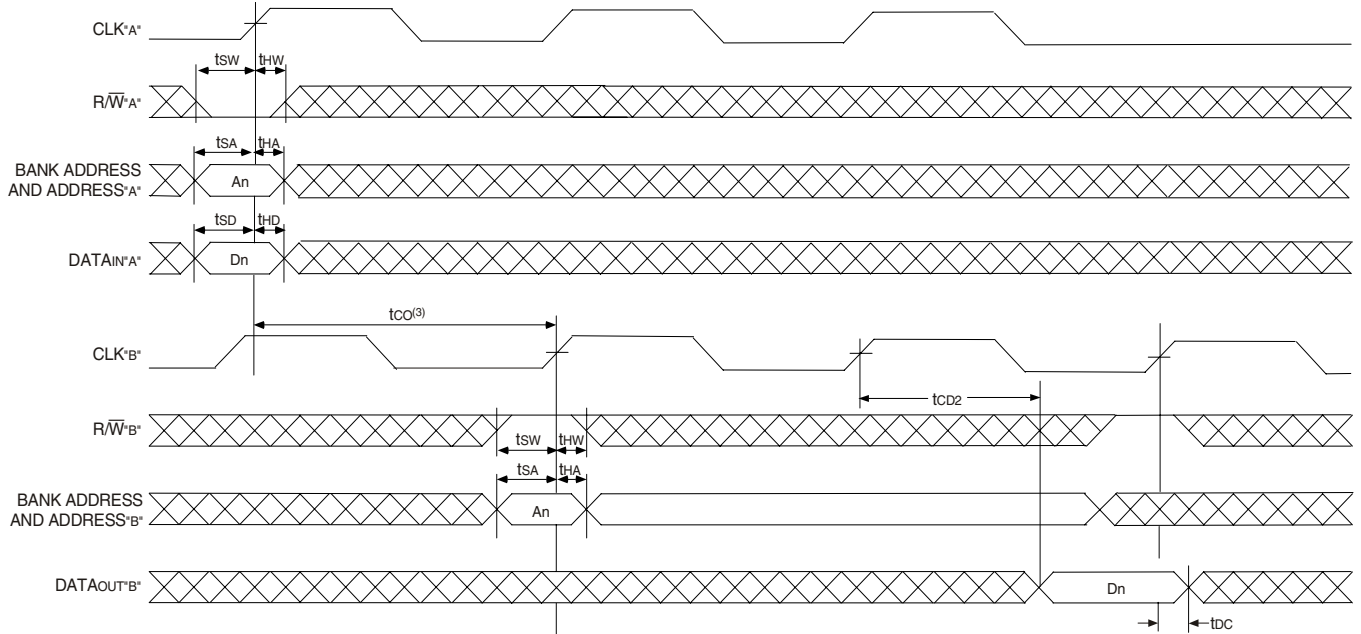 CLK"A"
tSW tHW
R/W̅"A"
tSA tHA
BANK ADDRESS
AND ADDRESS"A"
An
tSD tHD
DATAIN"A"
Dn
tCO(3)
CLK"B"
tCD2
R/W̅"B"
tSW tHW
tSA tHA
BANK ADDRESS
AND ADDRESS"B"
An
DATAOUT"B"
Dn
tDC